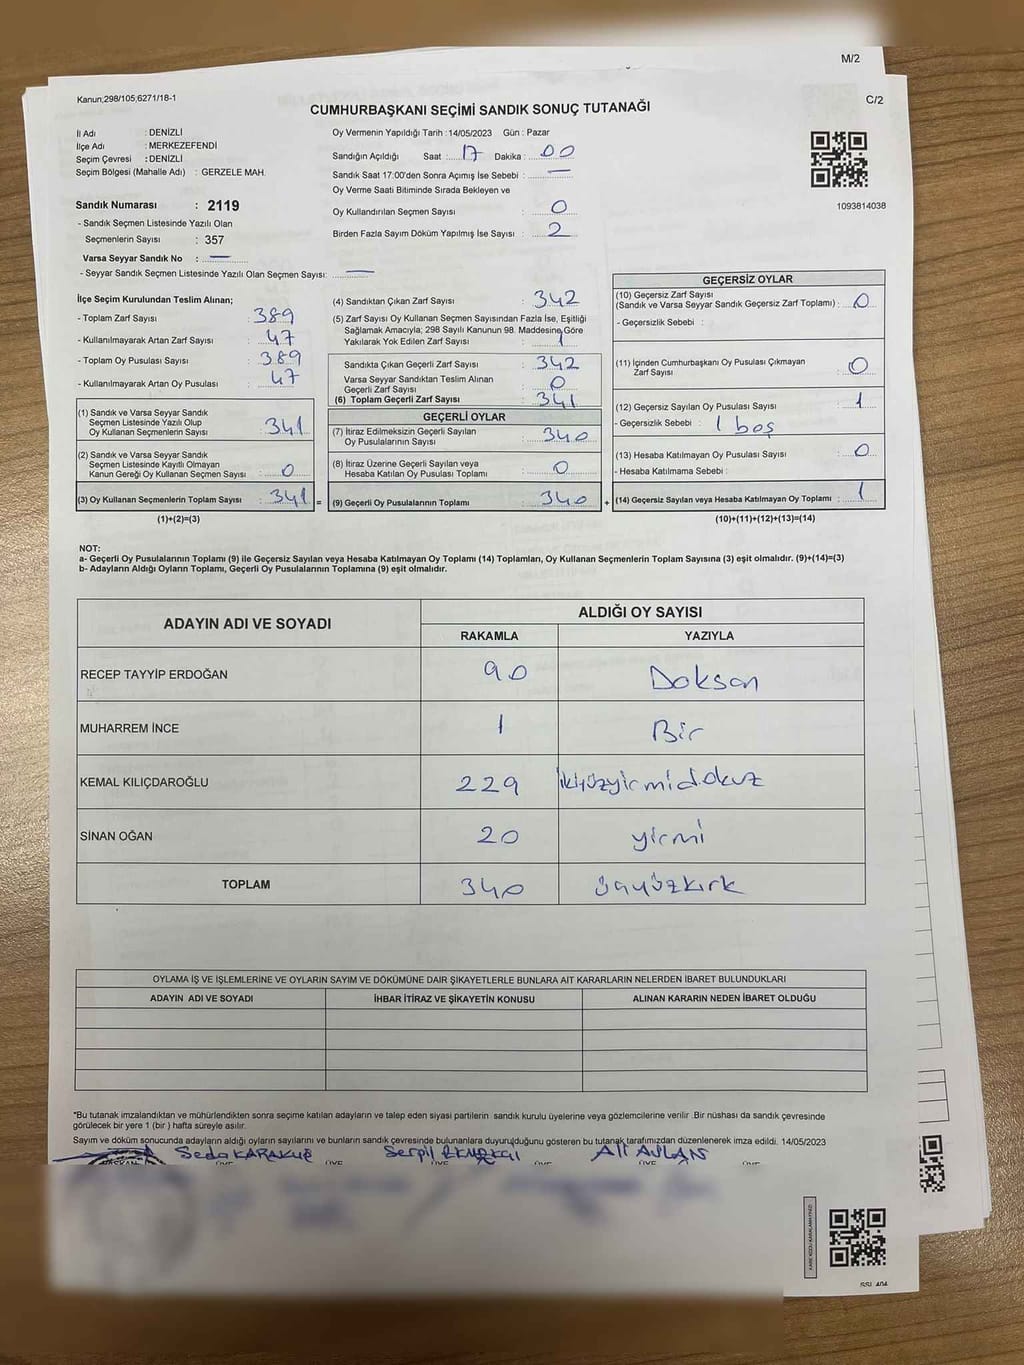 M/2
Kanun;298/105;6271/18-1
CUMHURBAŞKANI SEÇİMİ SANDIK SONUÇ TUTANAĞI
C/2
İl Adı : DENİZLİ
İlçe Adı : MERKEZEFENDİ
Seçim Çevresi : DENİZLİ
Seçim Bölgesi (Mahalle Adı) : GERZELE MAH.
Sandık Numarası : 2119
- Sandık Seçmen Listesinde Yazılı Olan
Seçmenlerin Sayısı : 357
Varsa Seyyar Sandık No : —
- Seyyar Sandık Seçmen Listesinde Yazılı Olan Seçmen Sayısı: —
Oy Vermenin Yapıldığı Tarih : 14/05/2023 Gün : Pazar
Sandığın Açıldığı Saat : 17 Dakika : 00
Sandık Saat 17:00'den Sonra Açımış İse Sebebi : —
Oy Verme Saati Bitiminde Sırada Bekleyen ve
Oy Kullandırılan Seçmen Sayısı : 0
Birden Fazla Sayım Döküm Yapılmış İse Sayısı : 2
1093814038
İlçe Seçim Kurulundan Teslim Alınan;
- Toplam Zarf Sayısı : 389
- Kullanılmayarak Artan Zarf Sayısı : 47
- Toplam Oy Pusulası Sayısı : 389
- Kullanılmayarak Artan Oy Pusulası : 47
(1) Sandık ve Varsa Seyyar Sandık
Seçmen Listesinde Yazılı Olup
Oy Kullanan Seçmenlerin Sayısı : 341
(2) Sandık ve Varsa Seyyar Sandık
Seçmen Listesinde Kayıtlı Olmayan
Kanun Gereği Oy Kullanan Seçmen Sayısı : 0
(3) Oy Kullanan Seçmenlerin Toplam Sayısı : 341 =
(1)+(2)=(3)
(4) Sandıktan Çıkan Zarf Sayısı : 342
(5) Zarf Sayısı Oy Kullanan Seçmen Sayısından Fazla İse, Eşitliği
Sağlamak Amacıyla; 298 Sayılı Kanunun 98. Maddesine Göre
Yakılarak Yok Edilen Zarf Sayısı : 1
Sandıkta Çıkan Geçerli Zarf Sayısı : 342
Varsa Seyyar Sandıktan Teslim Alınan
Geçerli Zarf Sayısı : 0
(6) Toplam Geçerli Zarf Sayısı : 341
GEÇERLİ OYLAR
(7) İtiraz Edilmeksizin Geçerli Sayılan
Oy Pusulalarının Sayısı : 340
(8) İtiraz Üzerine Geçerli Sayılan veya
Hesaba Katılan Oy Pusulası Toplamı : 0
(9) Geçerli Oy Pusulalarının Toplamı : 340 +
GEÇERSİZ OYLAR
(10) Geçersiz Zarf Sayısı
(Sandık ve Varsa Seyyar Sandık Geçersiz Zarf Toplamı) : 0
- Geçersizlik Sebebi :
(11) İçinden Cumhurbaşkanı Oy Pusulası Çıkmayan
Zarf Sayısı : 0
(12) Geçersiz Sayılan Oy Pusulası Sayısı : 1
- Geçersizlik Sebebi : 1 boş
(13) Hesaba Katılmayan Oy Pusulası Sayısı : 0
- Hesaba Katılmama Sebebi :
(14) Geçersiz Sayılan veya Hesaba Katılmayan Oy Toplamı : 1
(10)+(11)+(12)+(13)=(14)
NOT:
a- Geçerli Oy Pusulalarının Toplamı (9) ile Geçersiz Sayılan veya Hesaba Katılmayan Oy Toplamı (14) Toplamları, Oy Kullanan Seçmenlerin Toplam Sayısına (3) eşit olmalıdır. (9)+(14)=(3)
b- Adayların Aldığı Oyların Toplamı, Geçerli Oy Pusulalarının Toplamına (9) eşit olmalıdır.
ADAYIN ADI VE SOYADI
ALDIĞI OY SAYISI
RAKAMLA YAZIYLA
RECEP TAYYİP ERDOĞAN 90 Doksan
MUHARREM İNCE 1 Bir
KEMAL KILIÇDAROĞLU 229 ikiyüzyirmidokuz
SİNAN OĞAN 20 yirmi
TOPLAM 340 üçyüzkırk
OYLAMA İŞ VE İŞLEMLERİNE VE OYLARIN SAYIM VE DÖKÜMÜNE DAİR ŞİKAYETLERLE BUNLARA AİT KARARLARIN NELERDEN İBARET BULUNDUKLARI
ADAYIN ADI VE SOYADI İHBAR İTİRAZ VE ŞİKAYETİN KONUSU ALINAN KARARIN NEDEN İBARET OLDUĞU
*Bu tutanak imzalandıktan ve mühürlendikten sonra seçime katılan adayların ve talep eden siyasi partilerin sandık kurulu üyelerine veya gözlemcilerine verilir .Bir nüshası da sandık çevresinde
görülecek bir yere 1 (bir ) hafta süreyle asılır.
Sayım ve döküm sonucunda adayların aldığı oyların sayılarını ve bunların sandık çevresinde bulunanlara duyurulduğunu gösteren bu tutanak tarafımızdan düzenlenerek imza edildi. 14/05/2023
Seda KARAKUŞ Serpil Ali
BAŞKAN ÜYE ÜYE ÜYE ÜYE